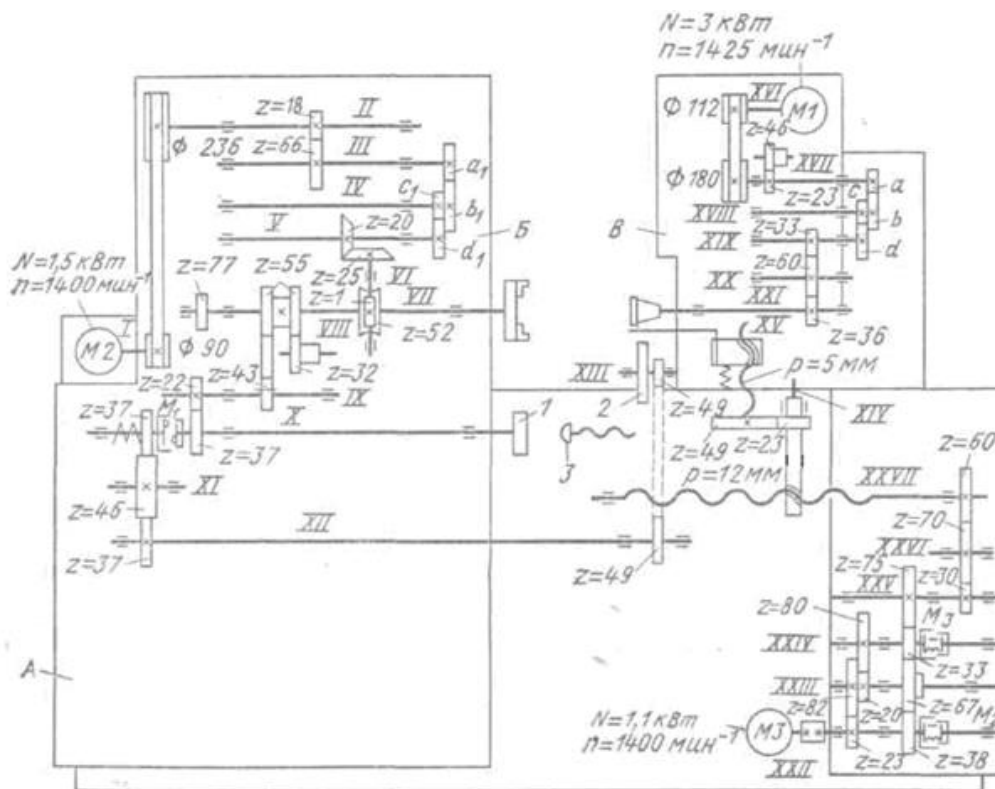 N=3 кВт
n=1425 мин⁻¹
z=18
II
Ф 112
XVI
M1
z=46
Ф 236
z=66
III
a₁
XVII
Ф 180
z=23
c
a
IV
c₁
b₁
V
z=20
d₁
Б
В
XVIII
z=33
b
XIX
d
N=1,5 кВт
n=1400 мин⁻¹
z=77
z=55
z=25
VI
z=1
VII
XX
z=60
XXI
I
M2
Ф 90
VIII
z=52
XV
z=36
z=22
z=43
z=32
IX
XIII
p=5 мм
z=37
M₁
X
1
2
z=49
XIV
z=37
3
z=49
z=23
z=60
XI
p=12 мм
XXVII
z=46
z=70
XII
XXVI
z=37
z=49
z=75
XXV
z=30
z=80
M₃
А
XXIV
z=33
XXIII
z=82
z=20
z=67
N=1,1 кВт
n=1400 мин⁻¹
M3
XXII
z=23
z=38